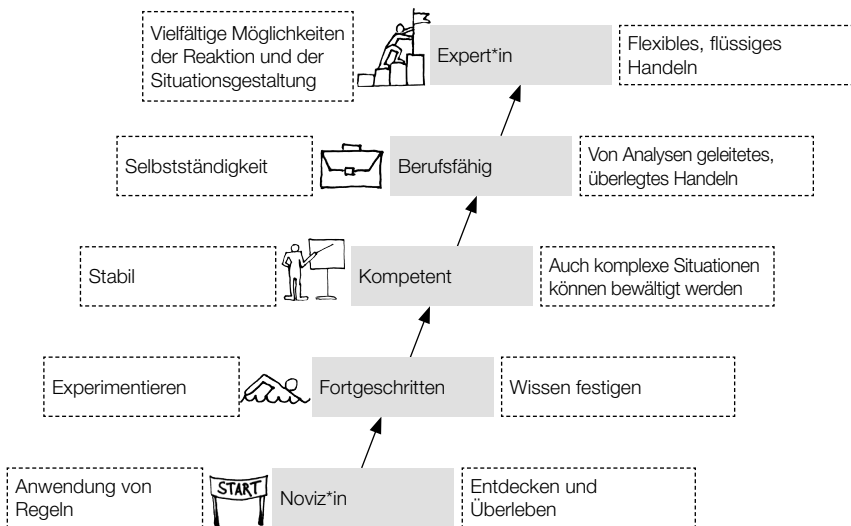 Vielfältige Möglichkeiten
der Reaktion und der
Situationsgestaltung
Expert*in
Flexibles, flüssiges
Handeln
Selbstständigkeit
Berufsfähig
Von Analysen geleitetes,
überlegtes Handeln
Stabil
Kompetent
Auch komplexe Situationen
können bewältigt werden
Experimentieren
Fortgeschritten
Wissen festigen
Anwendung von
Regeln
START
Noviz*in
Entdecken und
Überleben